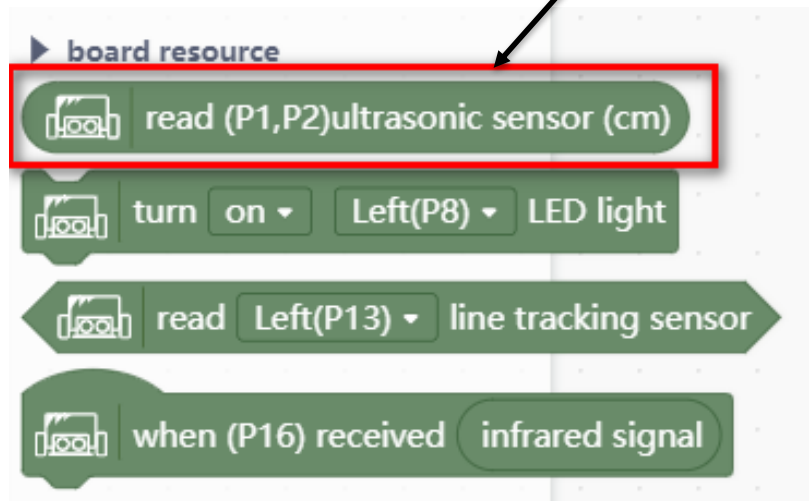 board resource
read (P1,P2)ultrasonic sensor (cm)
turn on Left(P8) LED light
read Left(P13) line tracking sensor
when (P16) received infrared signal